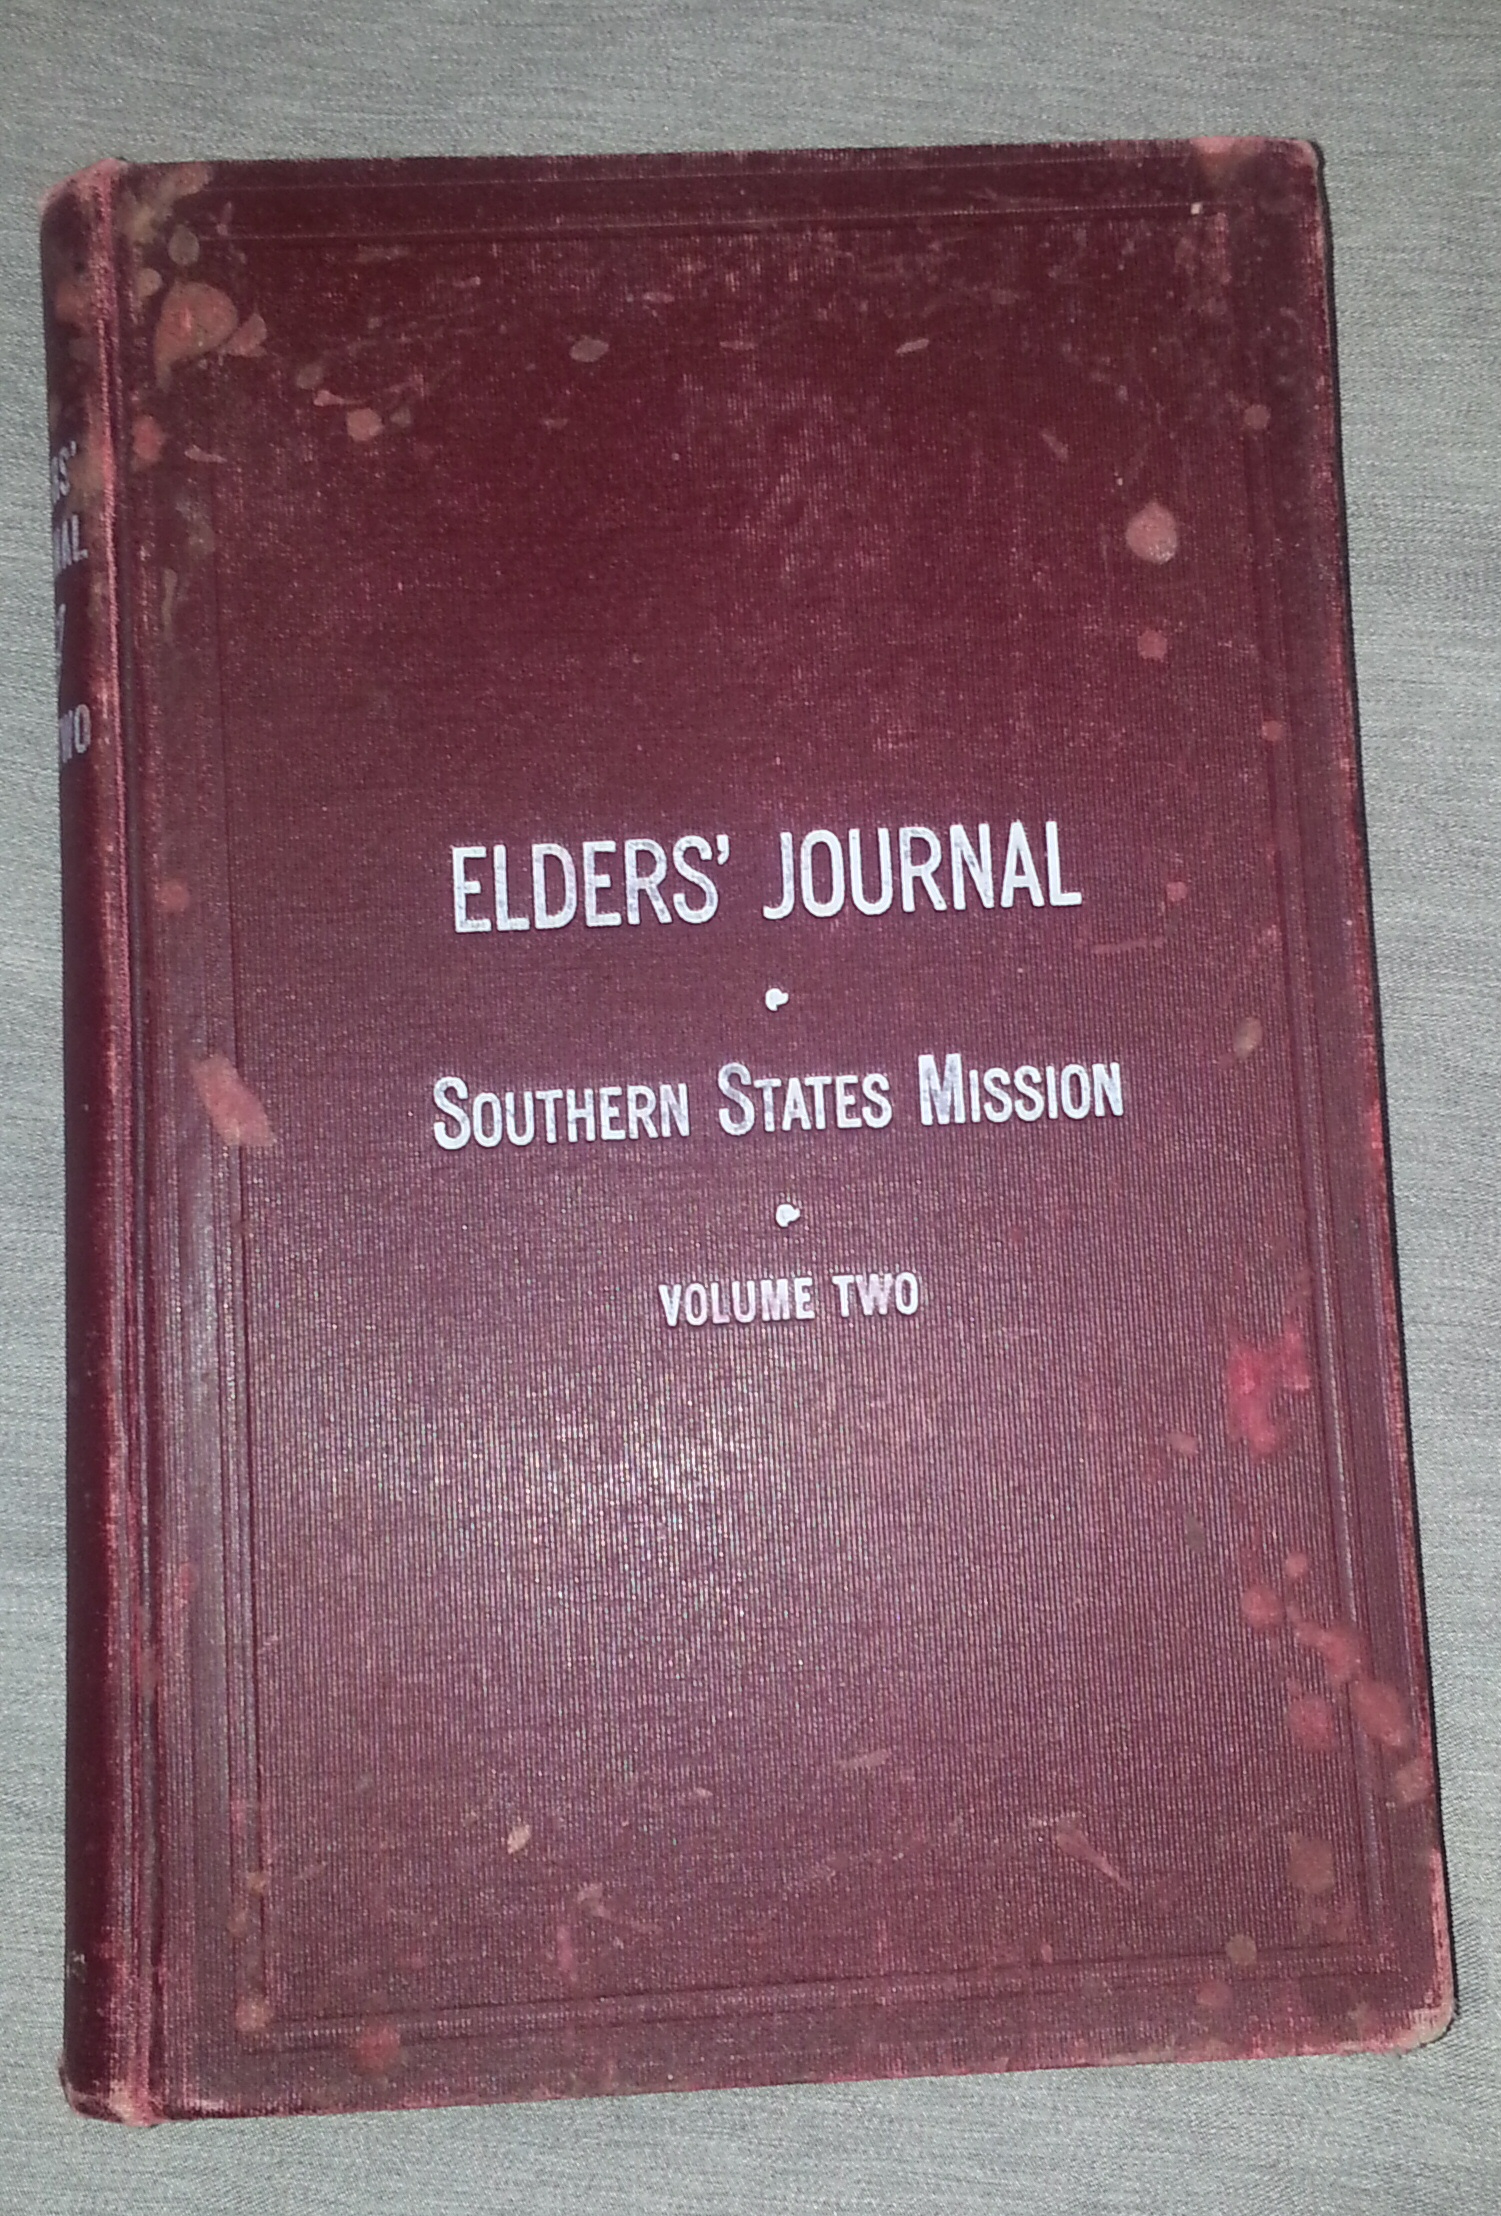 ELDERS' JOURNAL
SOUTHERN STATES MISSION
VOLUME TWO